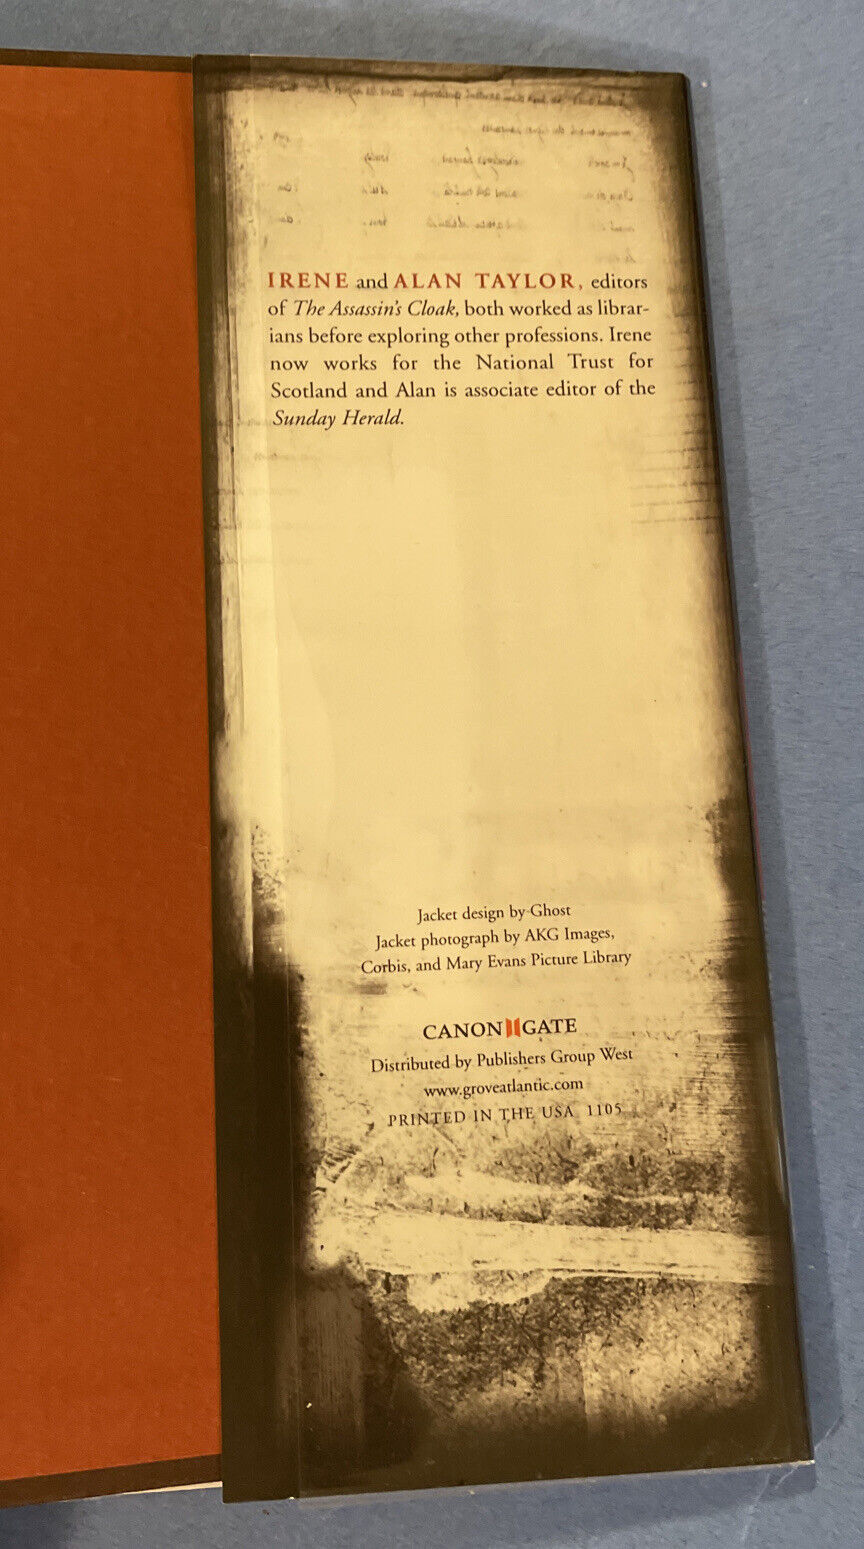 IRENE and ALAN TAYLOR, editors
of The Assassin's Cloak, both worked as librar-
ians before exploring other professions. Irene
now works for the National Trust for
Scotland and Alan is associate editor of the
Sunday Herald.
Jacket design by Ghost
Jacket photograph by AKG Images,
Corbis, and Mary Evans Picture Library
CANONGATE
Distributed by Publishers Group West
www.groveatlantic.com
PRINTED IN THE USA 1105